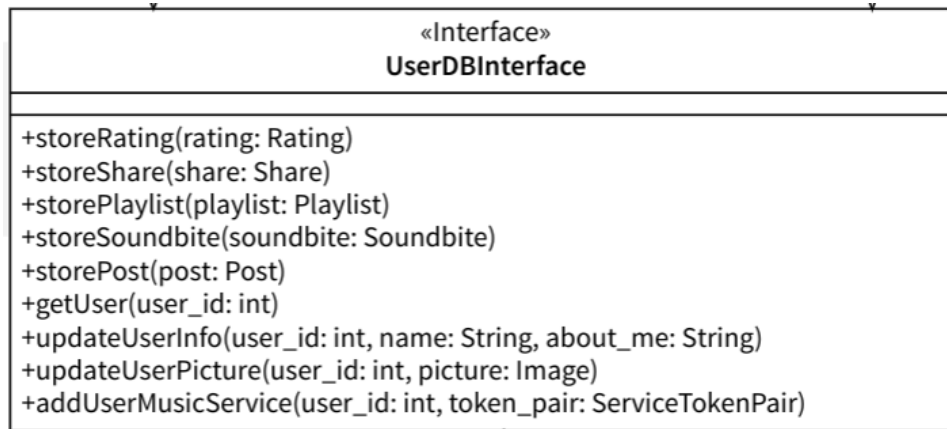 «Interface»
UserDBInterface
+storeRating(rating: Rating)
+storeShare(share: Share)
+storePlaylist(playlist: Playlist)
+storeSoundbite(soundbite: Soundbite)
+storePost(post: Post)
+getUser(user_id: int)
+updateUserInfo(user_id: int, name: String, about_me: String)
+updateUserPicture(user_id: int, picture: Image)
+addUserMusicService(user_id: int, token_pair: ServiceTokenPair)